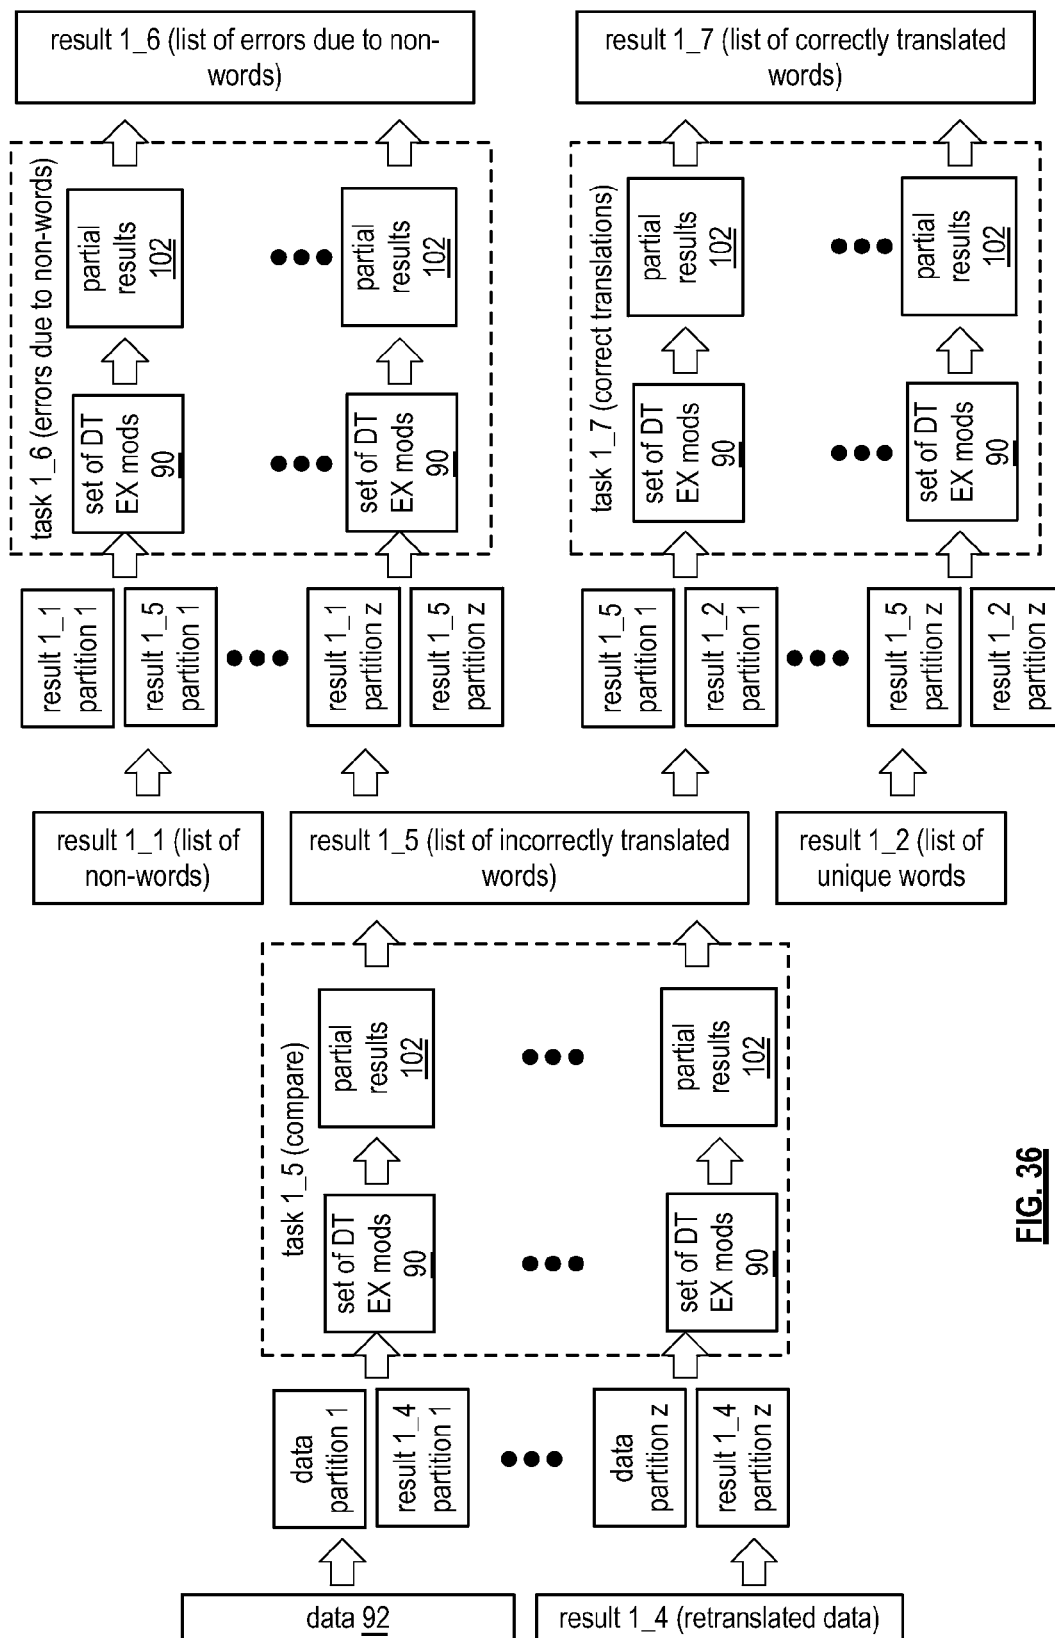 result 1_6 (list of errors due to non-
words)
result 1_7 (list of correctly translated
words)
task 1_6 (errors due to non-words)
partial
results
102
partial
results
102
set of DT
EX mods
90
set of DT
EX mods
90
task 1_7 (correct translations)
partial
results
102
partial
results
102
set of DT
EX mods
90
set of DT
EX mods
90
result 1_1
partition 1
result 1_5
partition 1
result 1_1
partition z
result 1_5
partition z
result 1_5
partition 1
result 1_2
partition 1
result 1_5
partition z
result 1_2
partition z
result 1_1 (list of
non-words)
result 1_5 (list of incorrectly translated
words)
result 1_2 (list of
unique words
task 1_5 (compare)
partial
results
102
partial
results
102
set of DT
EX mods
90
set of DT
EX mods
90
data
partition 1
result 1_4
partition 1
data
partition z
result 1_4
partition z
data 92
result 1_4 (retranslated data)
FIG. 36